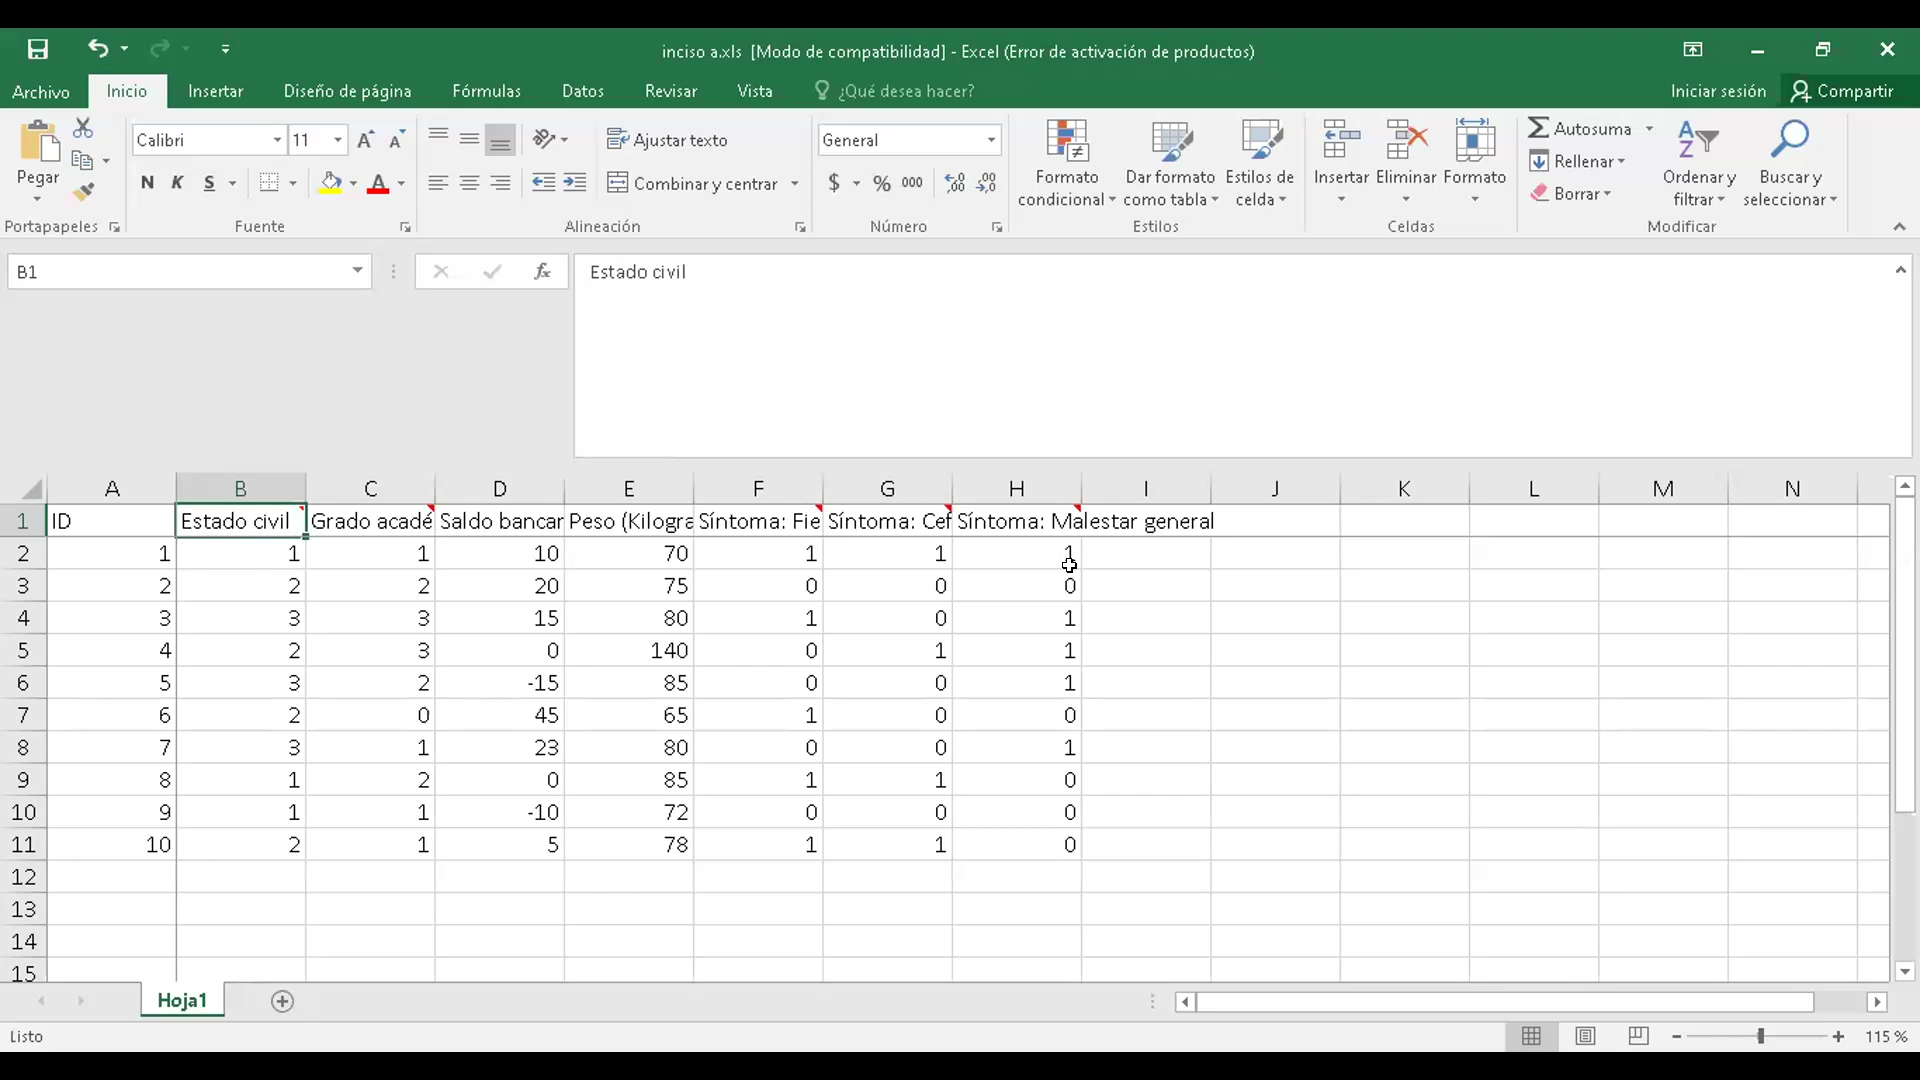 inciso a.xls [Modo de compatibilidad] - Excel (Error de activación de productos)
Archivo Inicio Insertar Diseño de página Fórmulas Datos Revisar Vista ¿Qué desea hacer? Iniciar sesión Compartir
Pegar Calibri 11 Ajustar texto General Formato condicional Dar formato como tabla Estilos de celda Insertar Eliminar Formato Autosuma Ordenar y filtrar Buscar y seleccionar
N K S Combinar y centrar $ % 000 Rellenar
Borrar
Portapapeles Fuente Alineación Número Estilos Celdas Modificar
B1 fx Estado civil
A B C D E F G H I J K L M N
1 ID Estado civil Grado acadé Saldo bancar Peso (Kilogra Síntoma: Fie Síntoma: Cef Síntoma: Malestar general
2 1 1 1 10 70 1 1 1
3 2 2 2 20 75 0 0 0
4 3 3 3 15 80 1 0 1
5 4 2 3 0 140 0 1 1
6 5 3 2 -15 85 0 0 1
7 6 2 0 45 65 1 0 0
8 7 3 1 23 80 0 0 1
9 8 1 2 0 85 1 1 0
10 9 1 1 -10 72 0 0 0
11 10 2 1 5 78 1 1 0
12
13
14
15
Hoja1
Listo 115 %